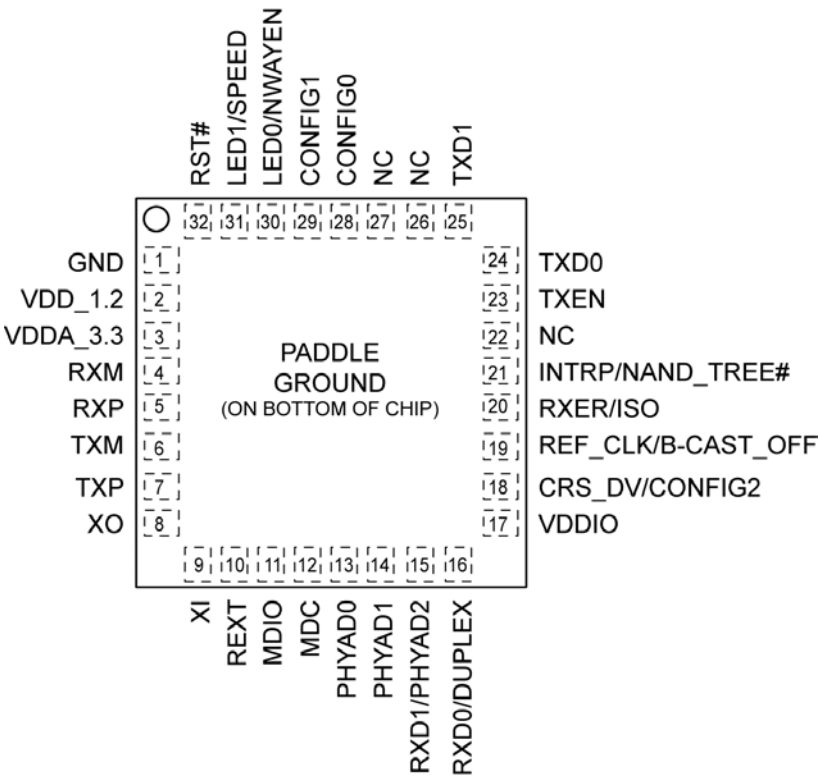 RST#
LED1/SPEED
LED0/NWAYEN
CONFIG1
CONFIG0
NC
NC
TXD1
32
31
30
29
28
27
26
25
GND 1
VDD_1.2 2
VDDA_3.3 3
RXM 4
RXP 5
TXM 6
TXP 7
XO 8
PADDLE
GROUND
(ON BOTTOM OF CHIP)
24 TXD0
23 TXEN
22 NC
21 INTRP/NAND_TREE#
20 RXER/ISO
19 REF_CLK/B-CAST_OFF
18 CRS_DV/CONFIG2
17 VDDIO
9
10
11
12
13
14
15
16
XI
REXT
MDIO
MDC
PHYAD0
PHYAD1
RXD1/PHYAD2
RXD0/DUPLEX